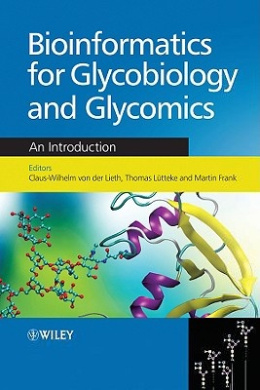 Bioinformatics
for Glycobiology
and Glycomics
An Introduction
Editors
Claus-Wilhelm von der Lieth, Thomas Lütteke and Martin Frank
WILEY